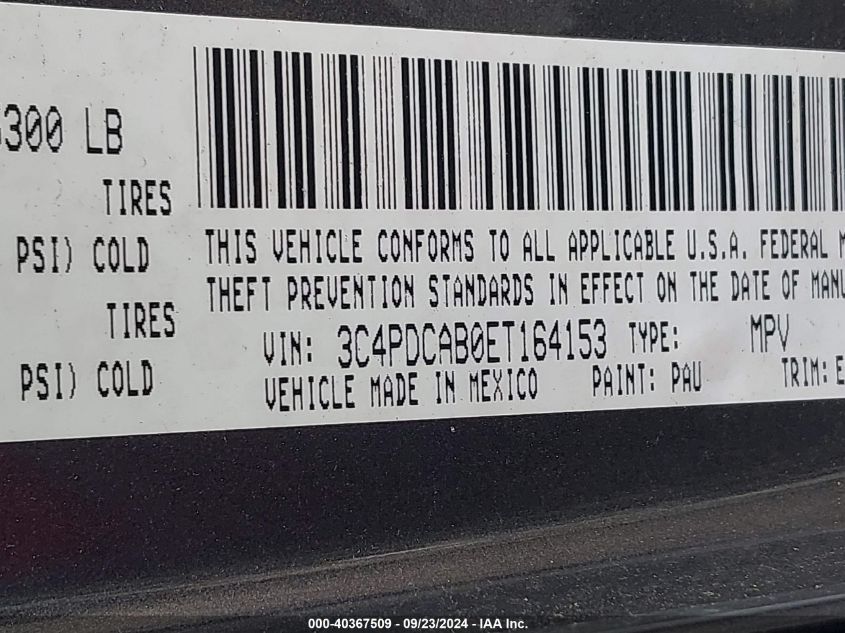 300 LB
TIRES
PSI) COLD
TIRES
PSI) COLD
THIS VEHICLE CONFORMS TO ALL APPLICABLE U.S.A. FEDERAL M
THEFT PREVENTION STANDARDS IN EFFECT ON THE DATE OF MANU
VIN: 3C4PDCAB0ET164153 TYPE: MPV
VEHICLE MADE IN MEXICO PAINT: PAU TRIM: E
000-40367509 - 09/23/2024 - IAA Inc.